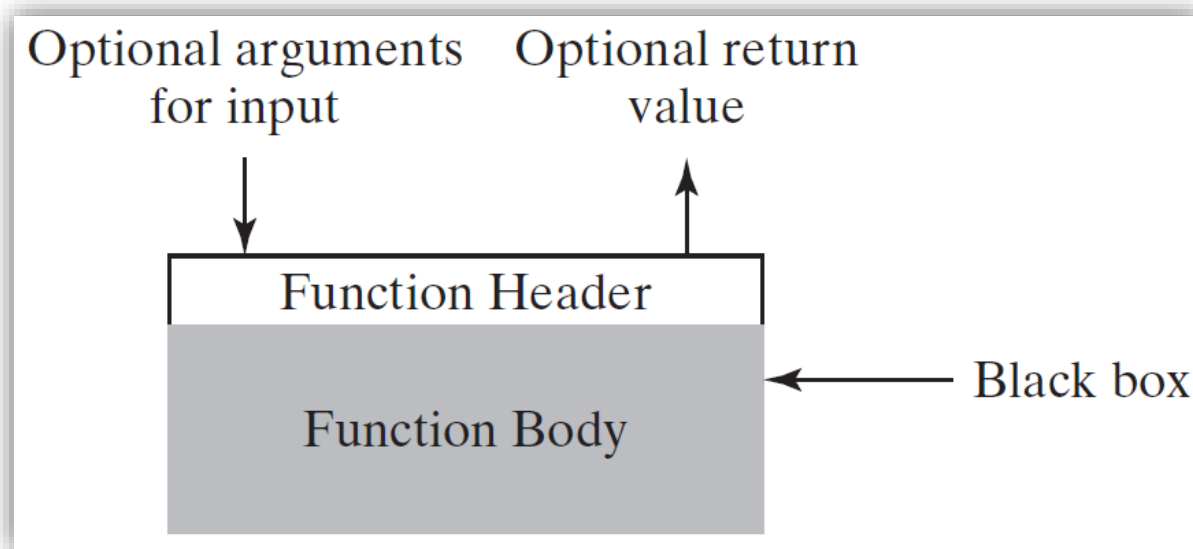 Optional arguments
for input
Optional return
value
Function Header
Black box
Function Body